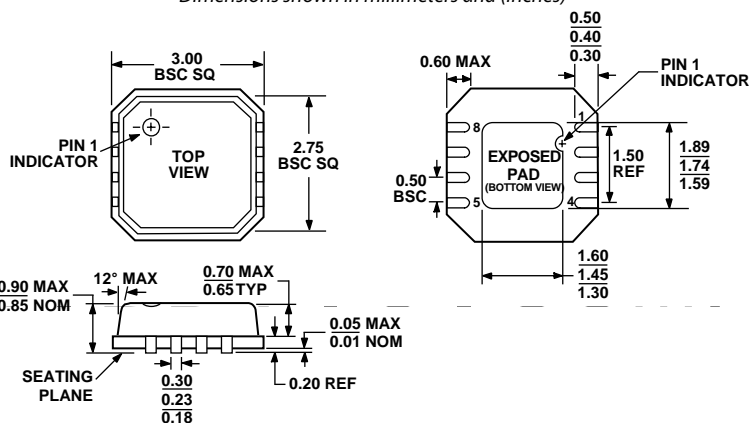 Dimensions shown in millimeters and (inches)
3.00
BSC SQ
PIN 1
INDICATOR
TOP
VIEW
2.75
BSC SQ
0.60 MAX
0.50
0.40
0.30
PIN 1
INDICATOR
8
1
EXPOSED
PAD
(BOTTOM VIEW)
1.50
REF
1.89
1.74
1.59
0.50
BSC
5
4
1.60
1.45
1.30
0.90 MAX
0.85 NOM
12° MAX
0.70 MAX
0.65 TYP
0.05 MAX
0.01 NOM
SEATING
PLANE
0.30
0.23
0.18
0.20 REF